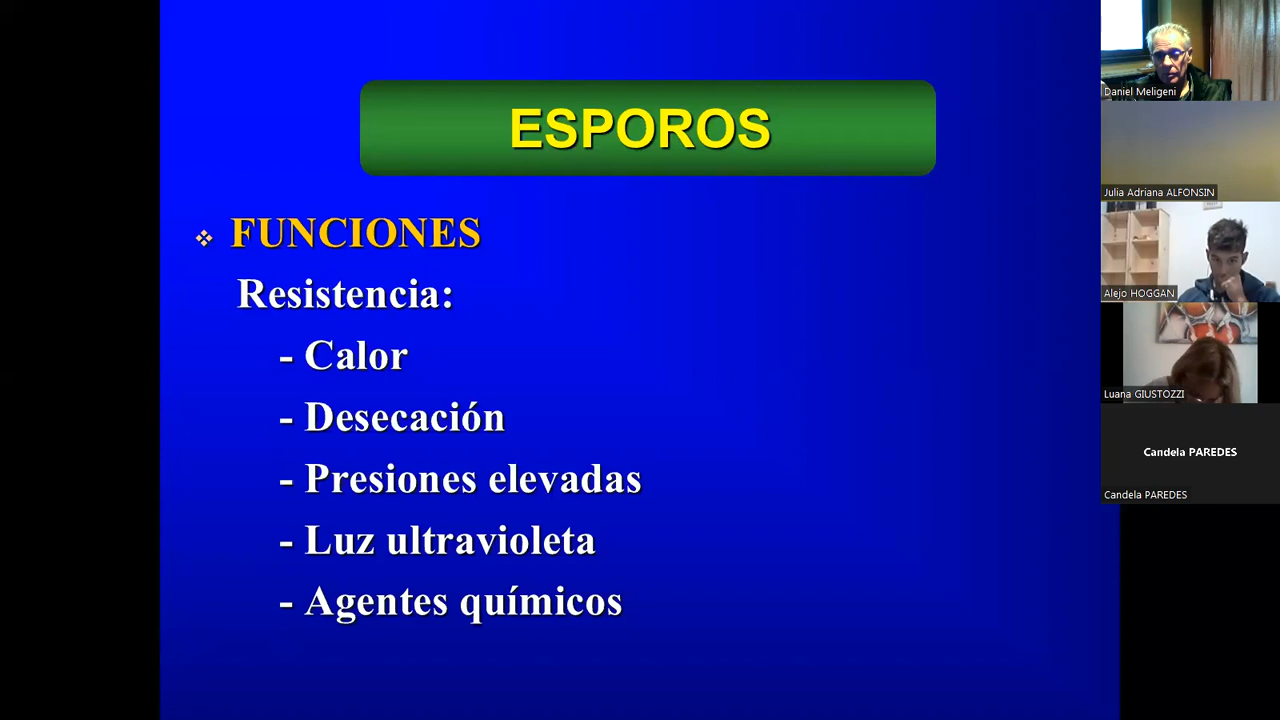 ESPOROS
❖ FUNCIONES
Resistencia:
- Calor
- Desecación
- Presiones elevadas
- Luz ultravioleta
- Agentes químicos
Daniel Meligeni
Julia Adriana ALFONSIN
Alejo HOGGAN
Luana GIUSTOZZI
Candela PAREDES
Candela PAREDES